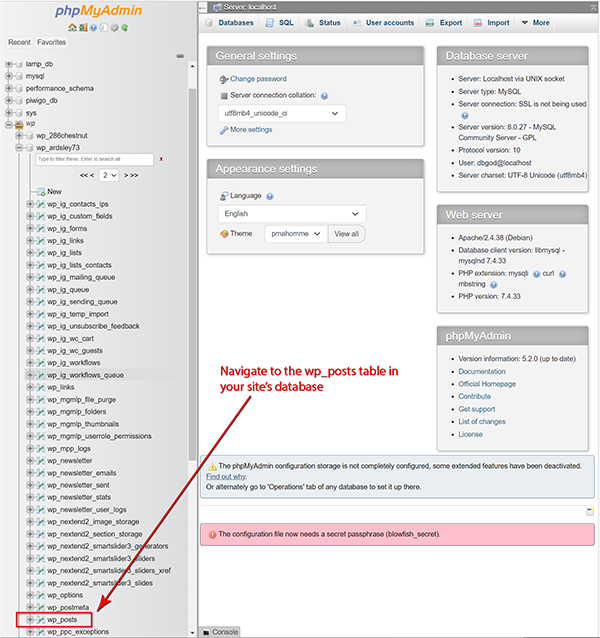 phpMyAdmin
Recent Favorites
lamp_db
mysql
performance_schema
piwigo_db
sys
wp
wp_286chestnut
wp_ardsley73
Type to filter these, Enter to search all X
<< < 2 > >>
New
wp_ig_contacts_ips
wp_ig_custom_fields
wp_ig_forms
wp_ig_links
wp_ig_lists
wp_ig_lists_contacts
wp_ig_mailing_queue
wp_ig_queue
wp_ig_sending_queue
wp_ig_temp_import
wp_ig_unsubscribe_feedback
wp_ig_wc_cart
wp_ig_wc_guests
wp_ig_workflows
wp_ig_workflows_queue
wp_links
wp_mgmlp_file_purge
wp_mgmlp_folders
wp_mgmlp_thumbnails
wp_mgmlp_userrole_permissions
wp_mpp_logs
wp_newsletter
wp_newsletter_emails
wp_newsletter_sent
wp_newsletter_stats
wp_newsletter_user_logs
wp_nextend2_image_storage
wp_nextend2_section_storage
wp_nextend2_smartslider3_generators
wp_nextend2_smartslider3_sliders
wp_nextend2_smartslider3_sliders_xref
wp_nextend2_smartslider3_slides
wp_options
wp_postmeta
wp_posts
wp_ppc_exceptions
Server: localhost
Databases SQL Status User accounts Export Import More
General settings
Change password
Server connection collation:
utf8mb4_unicode_ci
More settings
Appearance settings
Language
English
Theme pmahomme View all
Database server
• Server: Localhost via UNIX socket
• Server type: MySQL
• Server connection: SSL is not being used
• Server version: 8.0.27 - MySQL
Community Server - GPL
• Protocol version: 10
• User: dbgod@localhost
• Server charset: UTF-8 Unicode (utf8mb4)
Web server
• Apache/2.4.38 (Debian)
• Database client version: libmysql -
mysqlnd 7.4.33
• PHP extension: mysqli curl
mbstring
• PHP version: 7.4.33
phpMyAdmin
• Version information: 5.2.0 (up to date)
• Documentation
• Official Homepage
• Contribute
• Get support
• List of changes
• License
Navigate to the wp_posts table in
your site's database
The phpMyAdmin configuration storage is not completely configured, some extended features have been deactivated.
Find out why.
Or alternately go to 'Operations' tab of any database to set it up there.
The configuration file now needs a secret passphrase (blowfish_secret).
Console